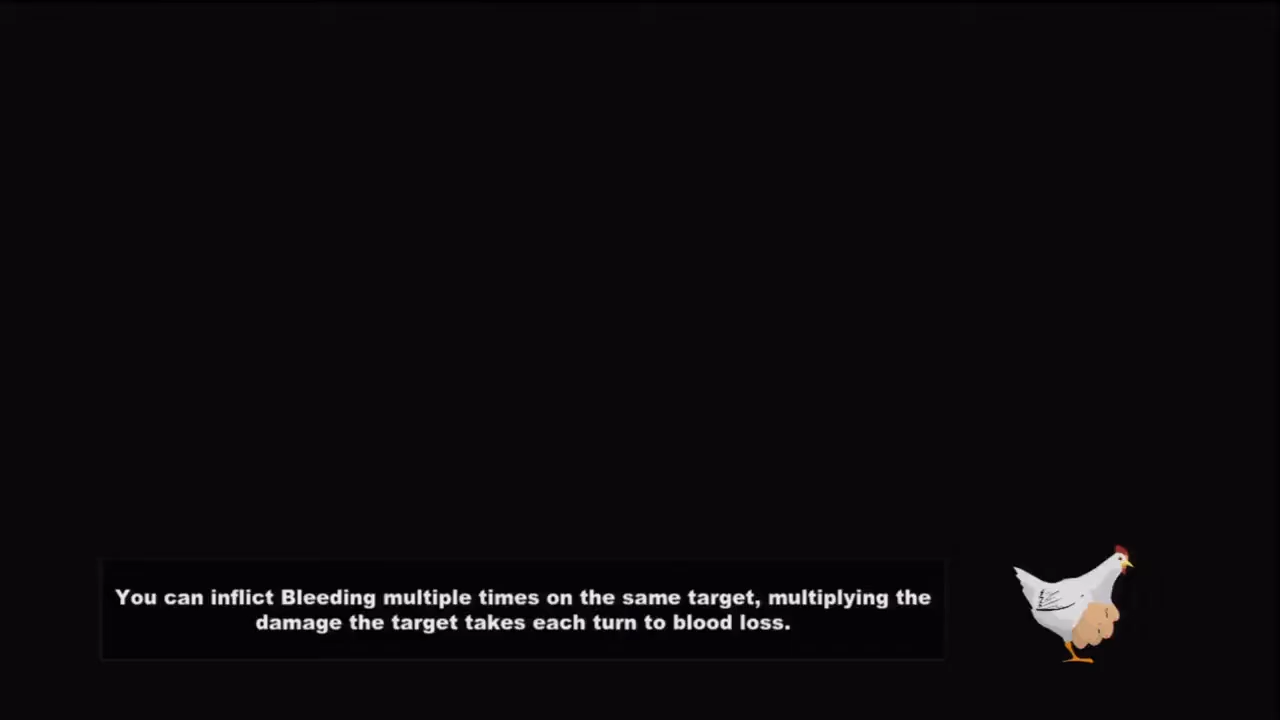 You can inflict Bleeding multiple times on the same target, multiplying the
damage the target takes each turn to blood loss.